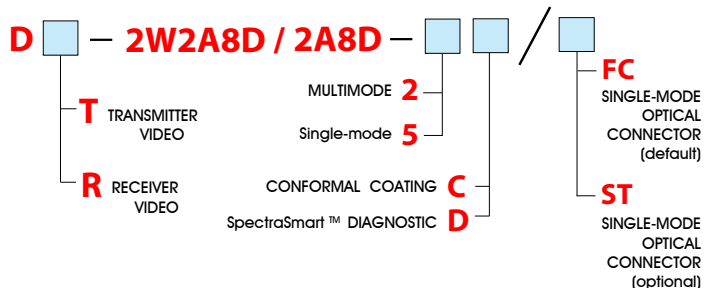 D – 2W2A8D / 2A8D – /
T TRANSMITTER
VIDEO
R RECEIVER
VIDEO
MULTIMODE 2
Single-mode 5
CONFORMAL COATING C
SpectraSmart ™ DIAGNOSTIC D
FC
SINGLE-MODE
OPTICAL
CONNECTOR
(default)
ST
SINGLE-MODE
OPTICAL
CONNECTOR
(optional)